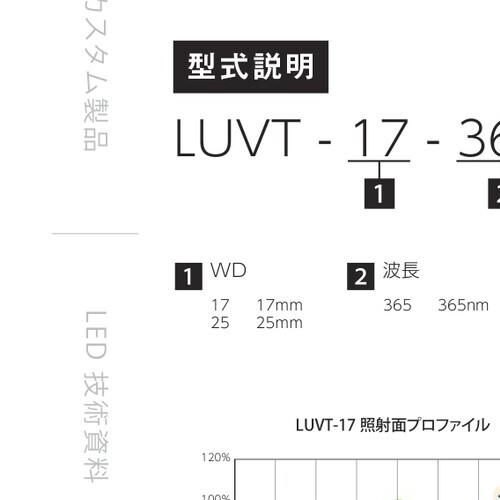 カスタム製品
LED 技術資料
型式説明
LUVT - 17 - 36
1
2
1 WD
17 17mm
25 25mm
2 波長
365 365nm
LUVT-17 照射面プロファイル
120%
100%